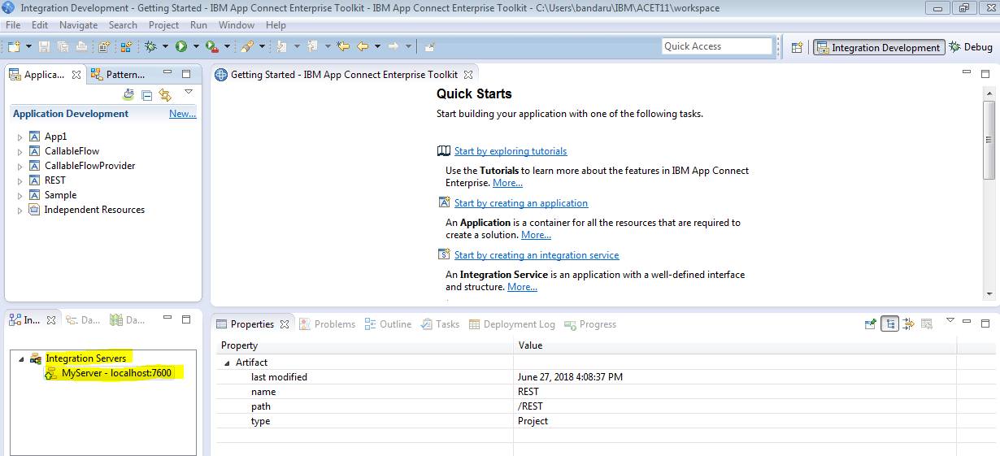 Integration Development - Getting Started - IBM App Connect Enterprise Toolkit - IBM App Connect Enterprise Toolkit - C:\Users\bandaru\IBM\ACET11\workspace
File Edit Navigate Search Project Run Window Help
Quick Access
Integration Development
Debug
Applica...
Pattern...
Application Development
New...
App1
CallableFlow
CallableFlowProvider
REST
Sample
Independent Resources
Getting Started - IBM App Connect Enterprise Toolkit
Quick Starts
Start building your application with one of the following tasks.
Start by exploring tutorials
Use the Tutorials to learn more about the features in IBM App Connect
Enterprise. More...
Start by creating an application
An Application is a container for all the resources that are required to
create a solution. More...
Start by creating an integration service
An Integration Service is an application with a well-defined interface
and structure. More...
In...
Da...
Da...
Integration Servers
MyServer - localhost:7600
Properties
Problems
Outline
Tasks
Deployment Log
Progress
Property Value
Artifact
last modified June 27, 2018 4:08:37 PM
name REST
path /REST
type Project